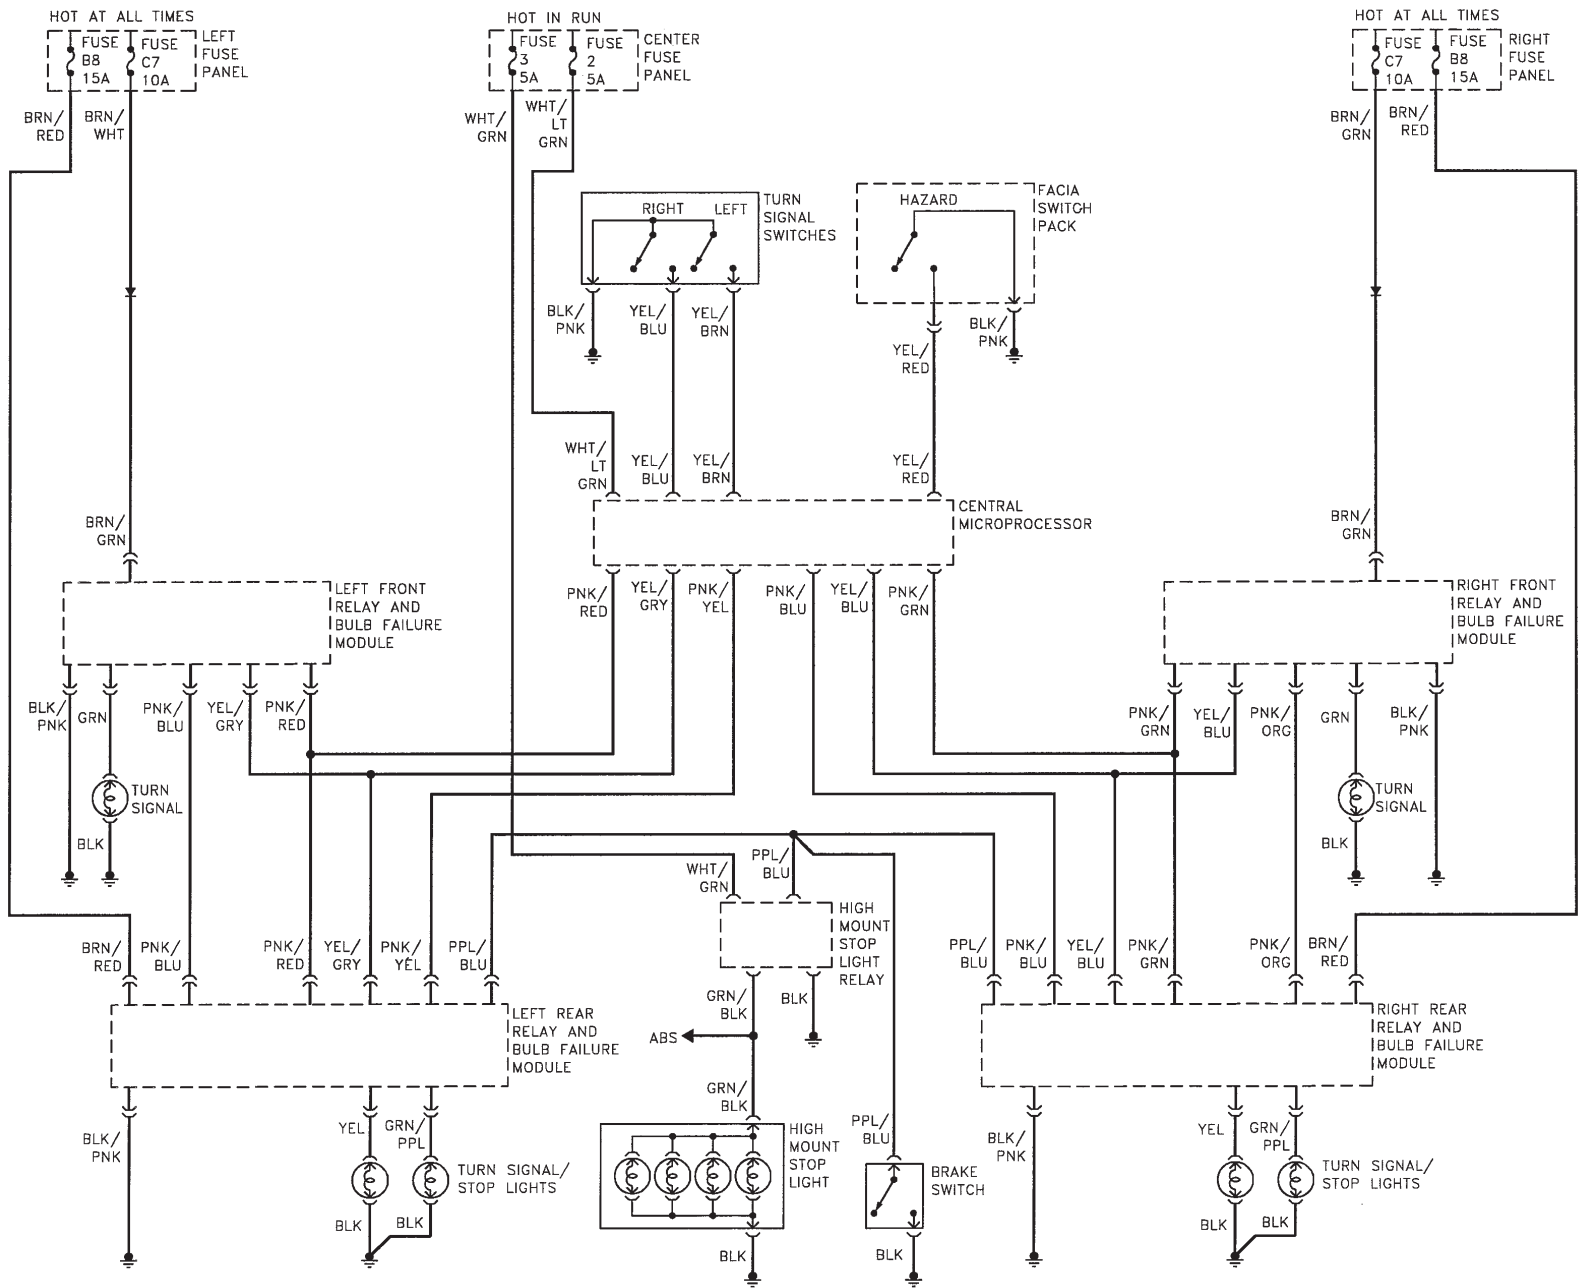 HOT AT ALL TIMES
FUSE
B8
15A
FUSE
C7
10A
LEFT
FUSE
PANEL
HOT IN RUN
FUSE
3
5A
FUSE
2
5A
CENTER
FUSE
PANEL
HOT AT ALL TIMES
FUSE
C7
10A
FUSE
B8
15A
RIGHT
FUSE
PANEL
BRN/
RED
BRN/
WHT
WHT/
GRN
WHT/
LT
GRN
BRN/
GRN
BRN/
RED
RIGHT
LEFT
TURN
SIGNAL
SWITCHES
HAZARD
FACIA
SWITCH
PACK
BLK/
PNK
YEL/
BLU
YEL/
BRN
YEL/
RED
BLK/
PNK
WHT/
LT
GRN
YEL/
BLU
YEL/
BRN
YEL/
RED
BRN/
GRN
CENTRAL
MICROPROCESSOR
BRN/
GRN
LEFT FRONT
RELAY AND
BULB FAILURE
MODULE
PNK/
RED
YEL/
GRY
PNK/
YEL
PNK/
BLU
YEL/
BLU
PNK/
GRN
RIGHT FRONT
RELAY AND
BULB FAILURE
MODULE
BLK/
PNK
GRN
PNK/
BLU
YEL/
GRY
PNK/
RED
PNK/
GRN
YEL/
BLU
PNK/
ORG
GRN
BLK/
PNK
TURN
SIGNAL
BLK
TURN
SIGNAL
BLK
WHT/
GRN
PPL/
BLU
HIGH
MOUNT
STOP
LIGHT
RELAY
BRN/
RED
PNK/
BLU
PNK/
RED
YEL/
GRY
PNK/
YEL
PPL/
BLU
PPL/
BLU
PNK/
BLU
YEL/
BLU
PNK/
GRN
PNK/
ORG
BRN/
RED
GRN/
BLK
BLK
ABS
LEFT REAR
RELAY AND
BULB FAILURE
MODULE
RIGHT REAR
RELAY AND
BULB FAILURE
MODULE
GRN/
BLK
BLK/
PNK
YEL
GRN/
PPL
TURN SIGNAL/
STOP LIGHTS
BLK
BLK
HIGH
MOUNT
STOP
LIGHT
BLK
PPL/
BLU
BRAKE
SWITCH
BLK
BLK/
PNK
YEL
GRN/
PPL
TURN SIGNAL/
STOP LIGHTS
BLK
BLK